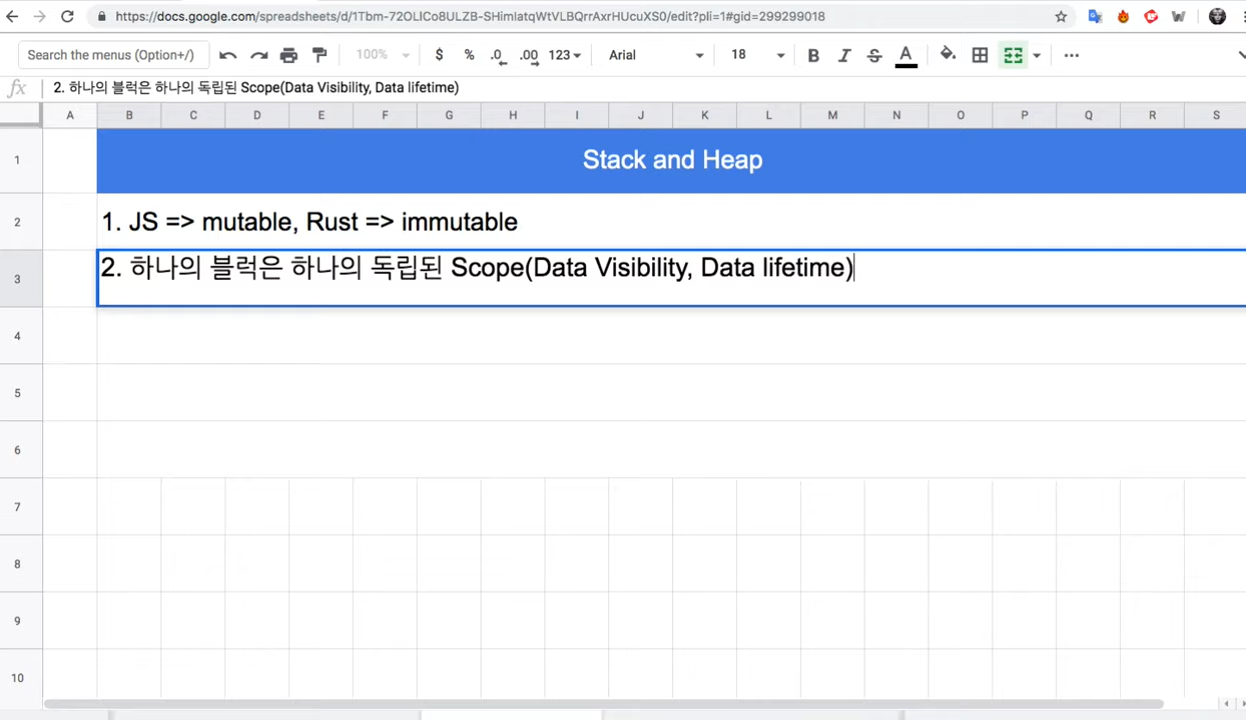 https://docs.google.com/spreadsheets/d/1Tbm-72OLlCo8ULZB-SHimIatqWtVLBQrrAxrHUcuXS0/edit?pli=1#gid=299299018
Search the menus (Option+/) 100% $ % .0 .00 123 Arial 18 B I S A
fx 2. 하나의 블럭은 하나의 독립된 Scope(Data Visibility, Data lifetime)
A B C D E F G H I J K L M N O P Q R S
1 Stack and Heap
2 1. JS => mutable, Rust => immutable
3 2. 하나의 블럭은 하나의 독립된 Scope(Data Visibility, Data lifetime)
4
5
6
7
8
9
10